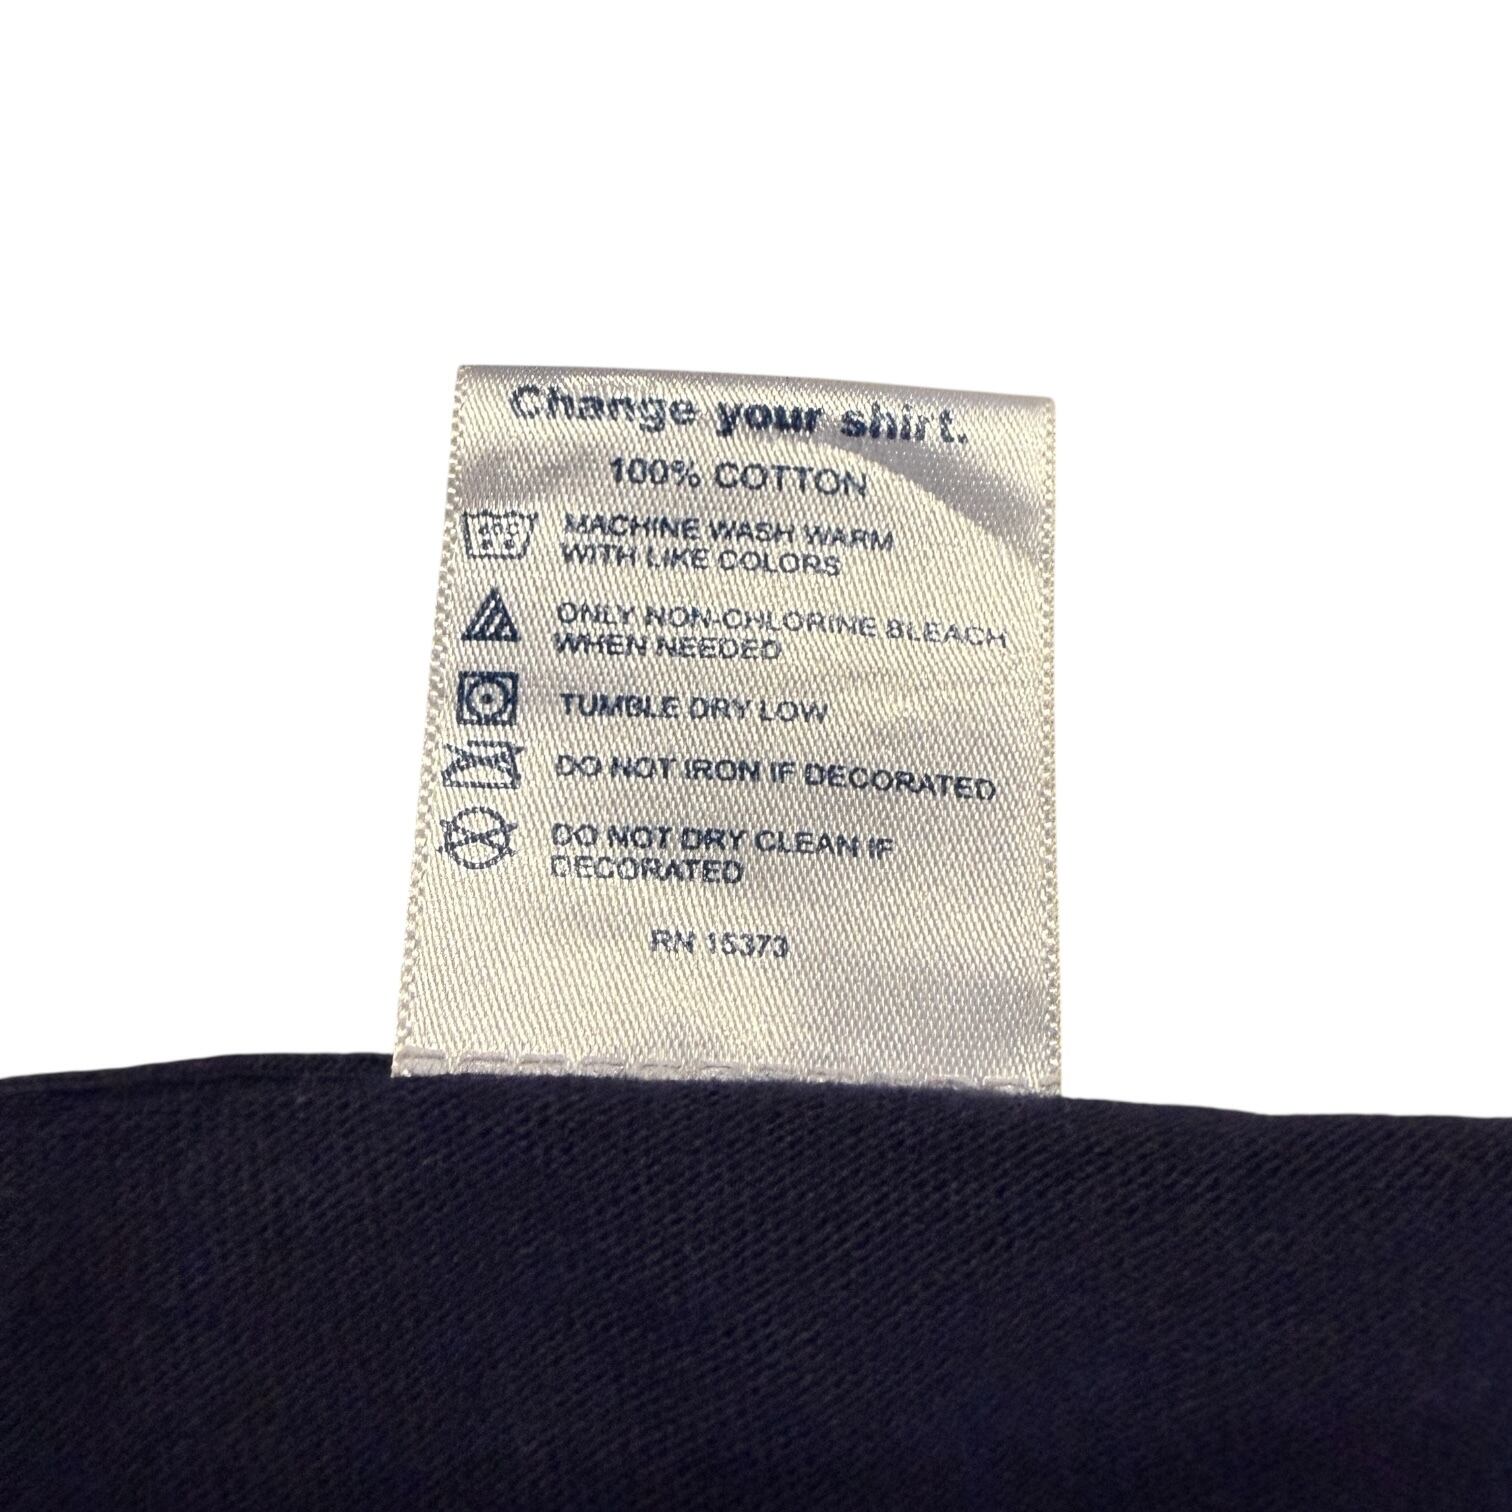 Change your shirt.
100% COTTON
MACHINE WASH WARM
WITH LIKE COLORS
ONLY NON-CHLORINE BLEACH
WHEN NEEDED
TUMBLE DRY LOW
DO NOT IRON IF DECORATED
DO NOT DRY CLEAN IF
DECORATED
RN 15373